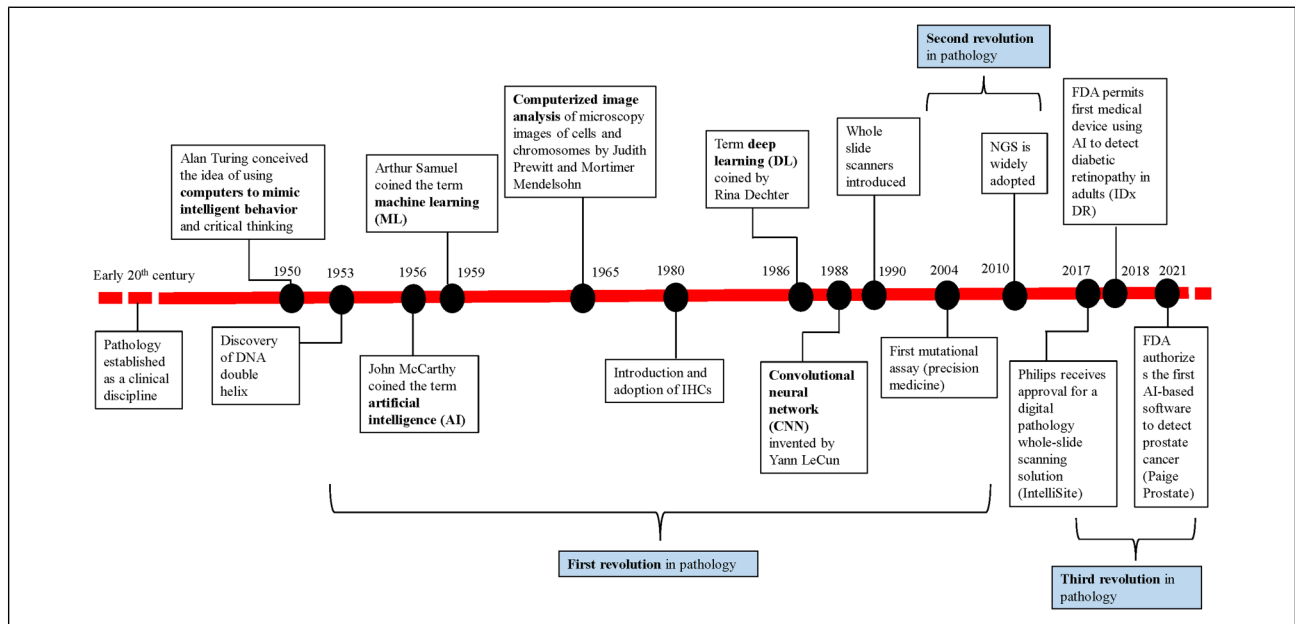 Second revolution
in pathology
Computerized image
analysis of microscopy
images of cells and
chromosomes by Judith
Prewitt and Mortimer
Mendelsohn
FDA permits
first medical
device using
AI to detect
diabetic
retinopathy in
adults (IDx
DR)
Alan Turing conceived
the idea of using
computers to mimic
intelligent behavior
and critical thinking
Arthur Samuel
coined the term
machine learning
(ML)
Term deep
learning (DL)
coined by
Rina Dechter
Whole
slide
scanners
introduced
NGS is
widely
adopted
Early 20th century
1950
1953
1956
1959
1965
1980
1986
1988
1990
2004
2010
2017
2018
2021
Pathology
established
as a clinical
discipline
Discovery
of DNA
double
helix
John McCarthy
coined the term
artificial
intelligence (AI)
Introduction and
adoption of IHCs
Convolutional
neural
network
(CNN)
invented by
Yann LeCun
First mutational
assay (precision
medicine)
Philips receives
approval for a
digital pathology
whole-slide
scanning
solution
(IntelliSite)
FDA
authorize
s the first
AI-based
software
to detect
prostate
cancer
(Paige
Prostate)
First revolution in pathology
Third revolution in
pathology